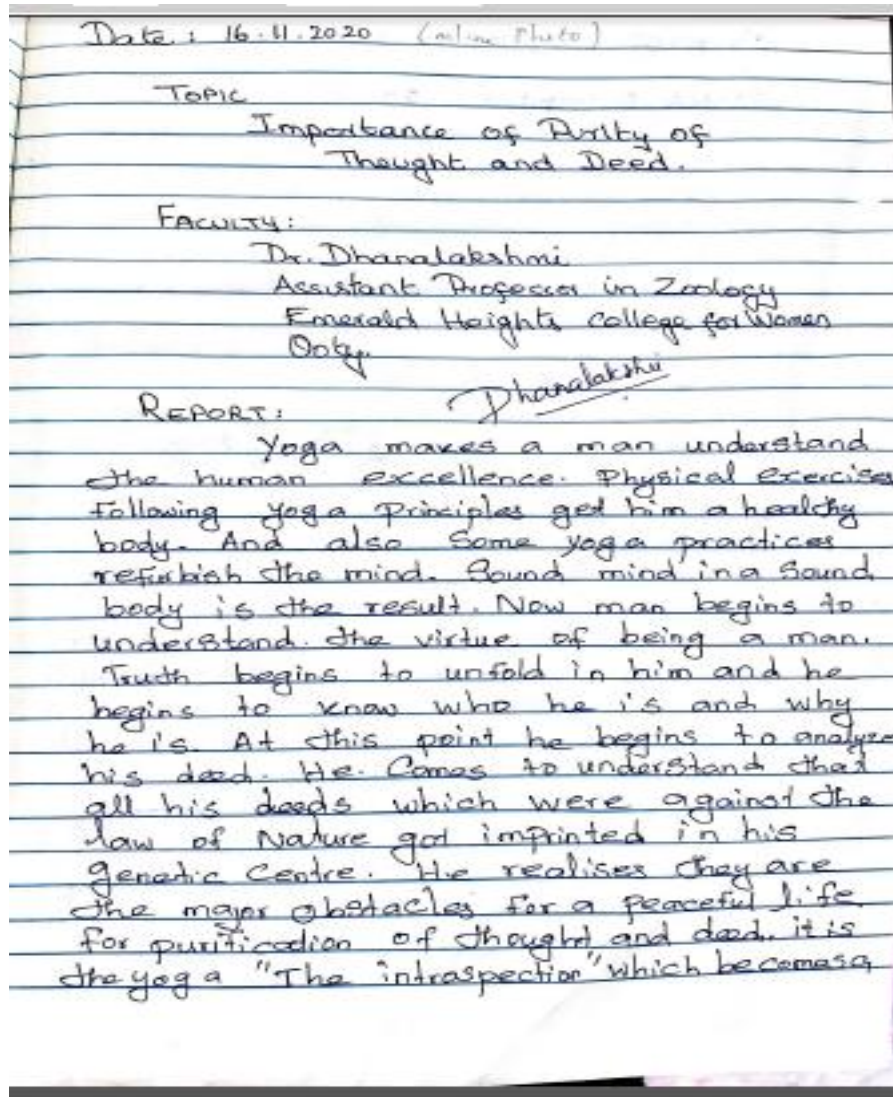 Date : 16.11.2020 (online Photo)
TOPIC
Importance of Purity of
Thought and Deed.
FACULTY:
Dr. Dhanalakshmi
Assistant Professor in Zoology
Emerald Heights College for Women
Ooty.
Dhanalakshmi
REPORT:
Yoga makes a man understand
the human excellence. Physical exercises
following yoga principles get him a healthy
body. And also some yoga practices
refurbish the mind. Sound mind in a Sound
body is the result. Now man begins to
understand. the virtue of being a man.
Truth begins to unfold in him and he
begins to know who he is and why
he is. At this point he begins to analyze
his deed. He. Comes to understand that
all his deeds which were against the
law of Nature got imprinted in his
genetic Centre. He realises they are
the major obstacles for a peaceful life
for purification of thought and deed. it is
the yoga "The intraspection" which becomes a